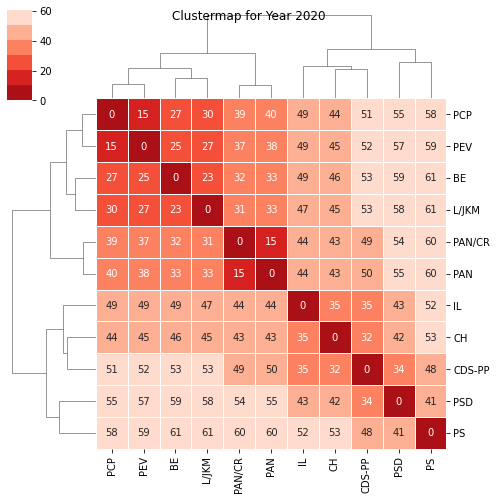 Clustermap for Year 2020
60
40
20
0
0 15 27 30 39 40 49 44 51 55 58 PCP
15 0 25 27 37 38 49 45 52 57 59 PEV
27 25 0 23 32 33 49 46 53 59 61 BE
30 27 23 0 31 33 47 45 53 58 61 L/JKM
39 37 32 31 0 15 44 43 49 54 60 PAN/CR
40 38 33 33 15 0 44 43 50 55 60 PAN
49 49 49 47 44 44 0 35 35 43 52 IL
44 45 46 45 43 43 35 0 32 42 53 CH
51 52 53 53 49 50 35 32 0 34 48 CDS-PP
55 57 59 58 54 55 43 42 34 0 41 PSD
58 59 61 61 60 60 52 53 48 41 0 PS
PCP PEV BE L/JKM PAN/CR PAN IL CH CDS-PP PSD PS